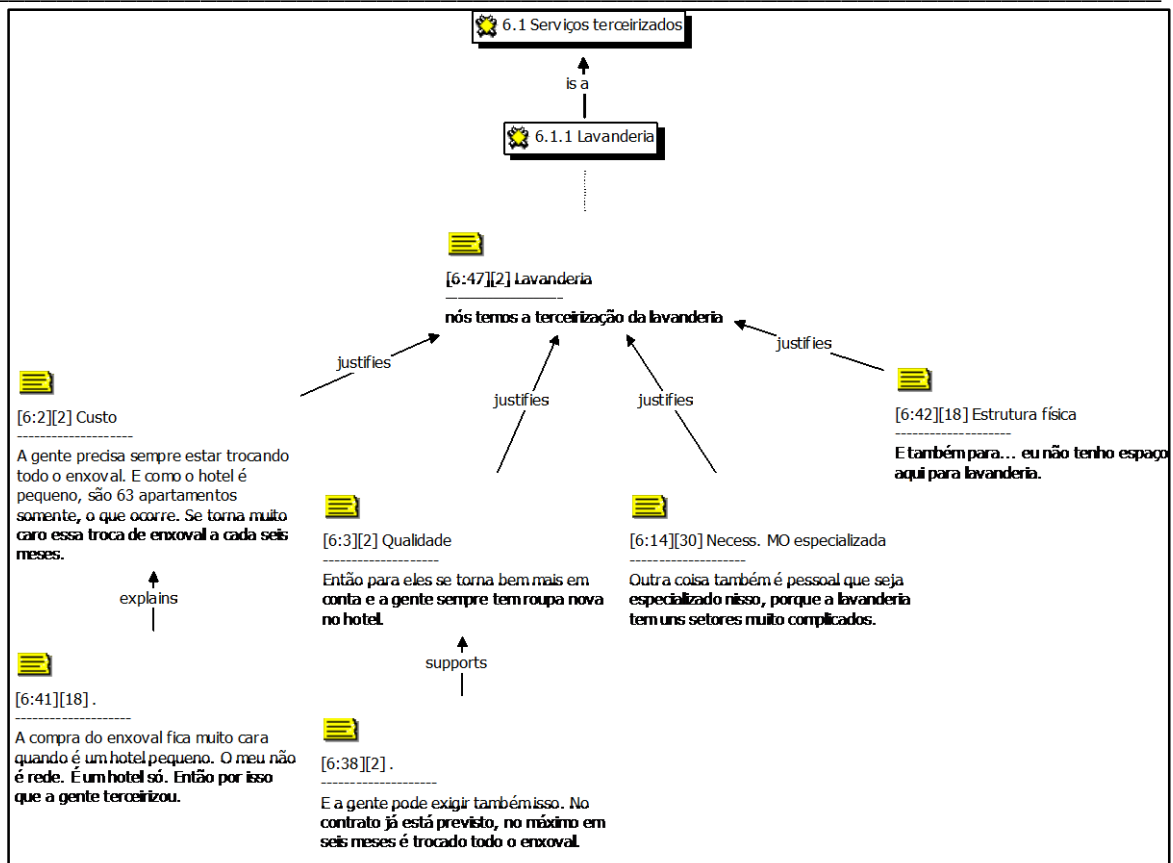 6.1 Serviços terceirizados
is a
6.1.1 Lavanderia
[6:47][2] Lavanderia
--------------------
nós temos a terceirização da lavanderia
justifies
justifies
justifies
justifies
[6:2][2] Custo
--------------------
A gente precisa sempre estar trocando
todo o enxoval. E como o hotel é
pequeno, são 63 apartamentos
somente, o que ocorre. Se torna muito
caro essa troca de enxoval a cada seis
meses.
explains
[6:41][18] .
--------------------
A compra do enxoval fica muito cara
quando é um hotel pequeno. O meu não
é rede. É um hotel só. Então por isso
que a gente terceirizou.
[6:3][2] Qualidade
--------------------
Então para eles se torna bem mais em
conta e a gente sempre tem roupa nova
no hotel.
supports
[6:38][2] .
--------------------
E a gente pode exigir também isso. No
contrato já está previsto, no máximo em
seis meses é trocado todo o enxoval.
[6:14][30] Necess. MO especializada
--------------------
Outra coisa também é pessoal que seja
especializado nisso, porque a lavanderia
tem uns setores muito complicados.
[6:42][18] Estrutura física
--------------------
E também para... eu não tenho espaço
aqui para lavanderia.